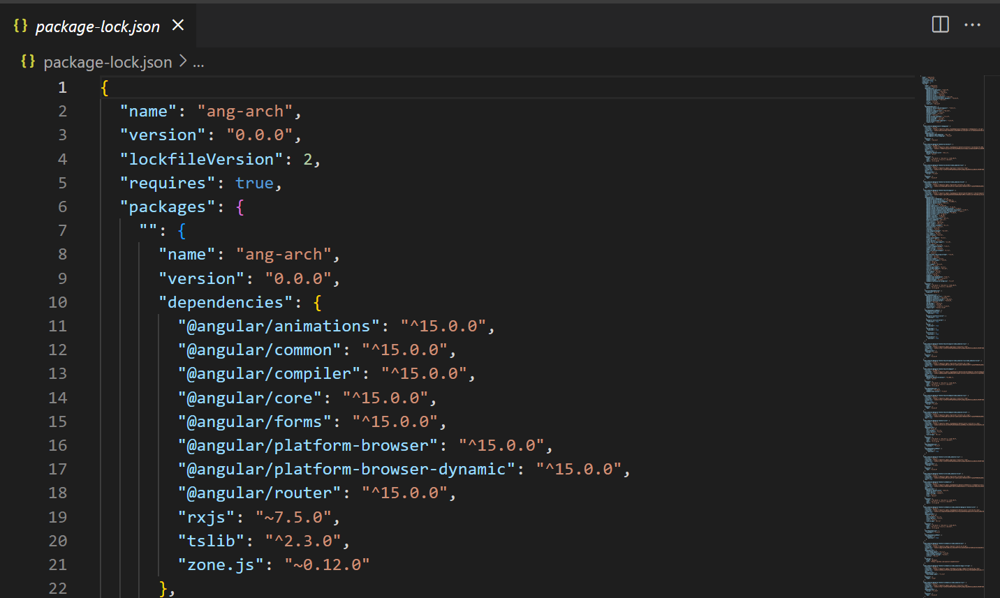 {} package-lock.json ×
{} package-lock.json > ...
1 {
2 "name": "ang-arch",
3 "version": "0.0.0",
4 "lockfileVersion": 2,
5 "requires": true,
6 "packages": {
7 "": {
8 "name": "ang-arch",
9 "version": "0.0.0",
10 "dependencies": {
11 "@angular/animations": "^15.0.0",
12 "@angular/common": "^15.0.0",
13 "@angular/compiler": "^15.0.0",
14 "@angular/core": "^15.0.0",
15 "@angular/forms": "^15.0.0",
16 "@angular/platform-browser": "^15.0.0",
17 "@angular/platform-browser-dynamic": "^15.0.0",
18 "@angular/router": "^15.0.0",
19 "rxjs": "~7.5.0",
20 "tslib": "^2.3.0",
21 "zone.js": "~0.12.0"
22 },